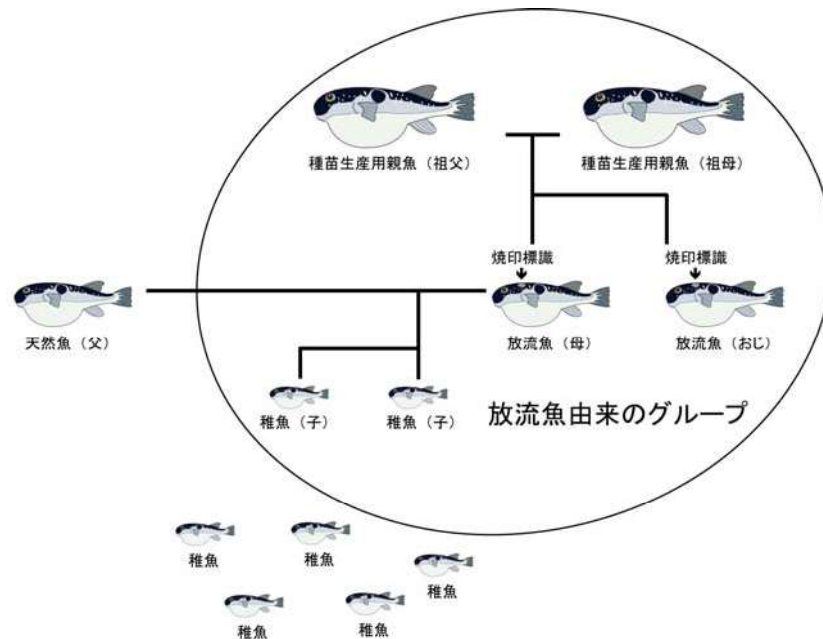 種苗生産用親魚（祖父）
種苗生産用親魚（祖母）
焼印標識
焼印標識
天然魚（父）
放流魚（母）
放流魚（おじ）
稚魚（子）
稚魚（子）
放流魚由来のグループ
稚魚
稚魚
稚魚
稚魚
稚魚